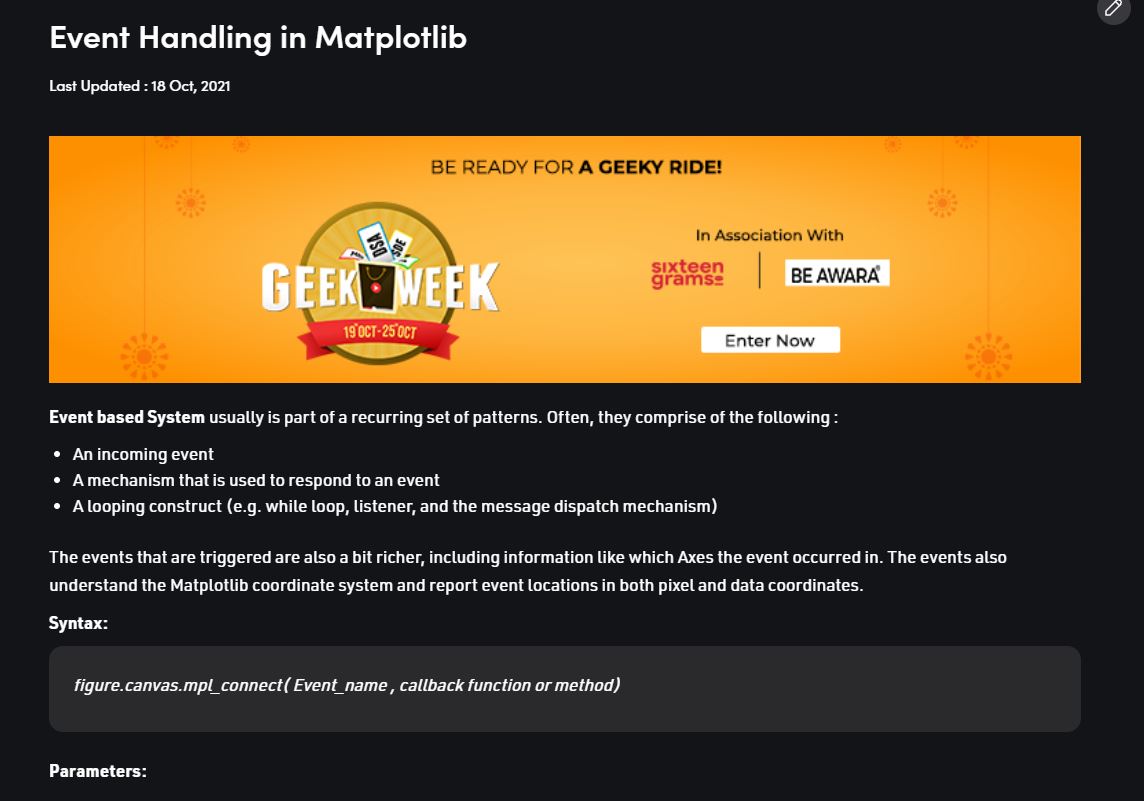 Event Handling in Matplotlib
Last Updated : 18 Oct, 2021
BE READY FOR A GEEKY RIDE!
In Association With
DSA
SDE
sixteen
grams
BE AWARA®
GEEK WEEK
19 OCT-25 OCT
Enter Now
Event based System usually is part of a recurring set of patterns. Often, they comprise of the following :
• An incoming event
• A mechanism that is used to respond to an event
• A looping construct (e.g. while loop, listener, and the message dispatch mechanism)
The events that are triggered are also a bit richer, including information like which Axes the event occurred in. The events also
understand the Matplotlib coordinate system and report event locations in both pixel and data coordinates.
Syntax:
figure.canvas.mpl_connect( Event_name , callback function or method)
Parameters: